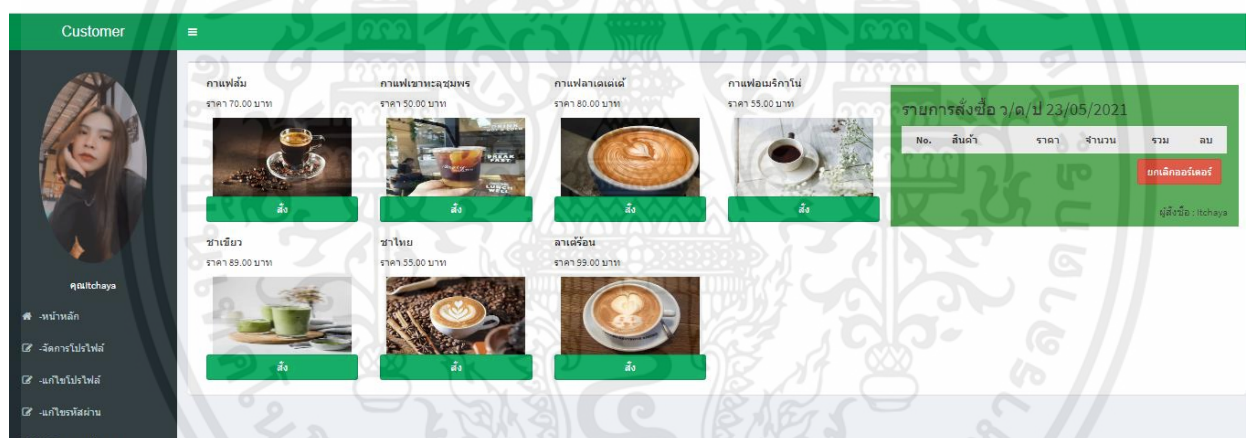 Customer
คุณItchaya
-หน้าหลัก
-จัดการโปรไฟล์
-แก้ไขโปรไฟล์
-แก้ไขรหัสผ่าน
กาแฟส้ม
ราคา 70.00 บาท
สั่ง
กาแฟเขาทะลุชุมพร
ราคา 50.00 บาท
BREAK
FAST
LUNCH
WELL
สั่ง
กาแฟลาเตเต่เต้
ราคา 80.00 บาท
สั่ง
กาแฟอเมริกาโน่
ราคา 55.00 บาท
สั่ง
ชาเขียว
ราคา 89.00 บาท
สั่ง
ชาไทย
ราคา 55.00 บาท
สั่ง
ลาเต้ร้อน
ราคา 99.00 บาท
สั่ง
รายการสั่งซื้อ ว/ด/ป 23/05/2021
No. สินค้า ราคา จำนวน รวม ลบ
ยกเลิกออร์เดอร์
ผู้สั่งซื้อ : Itchaya